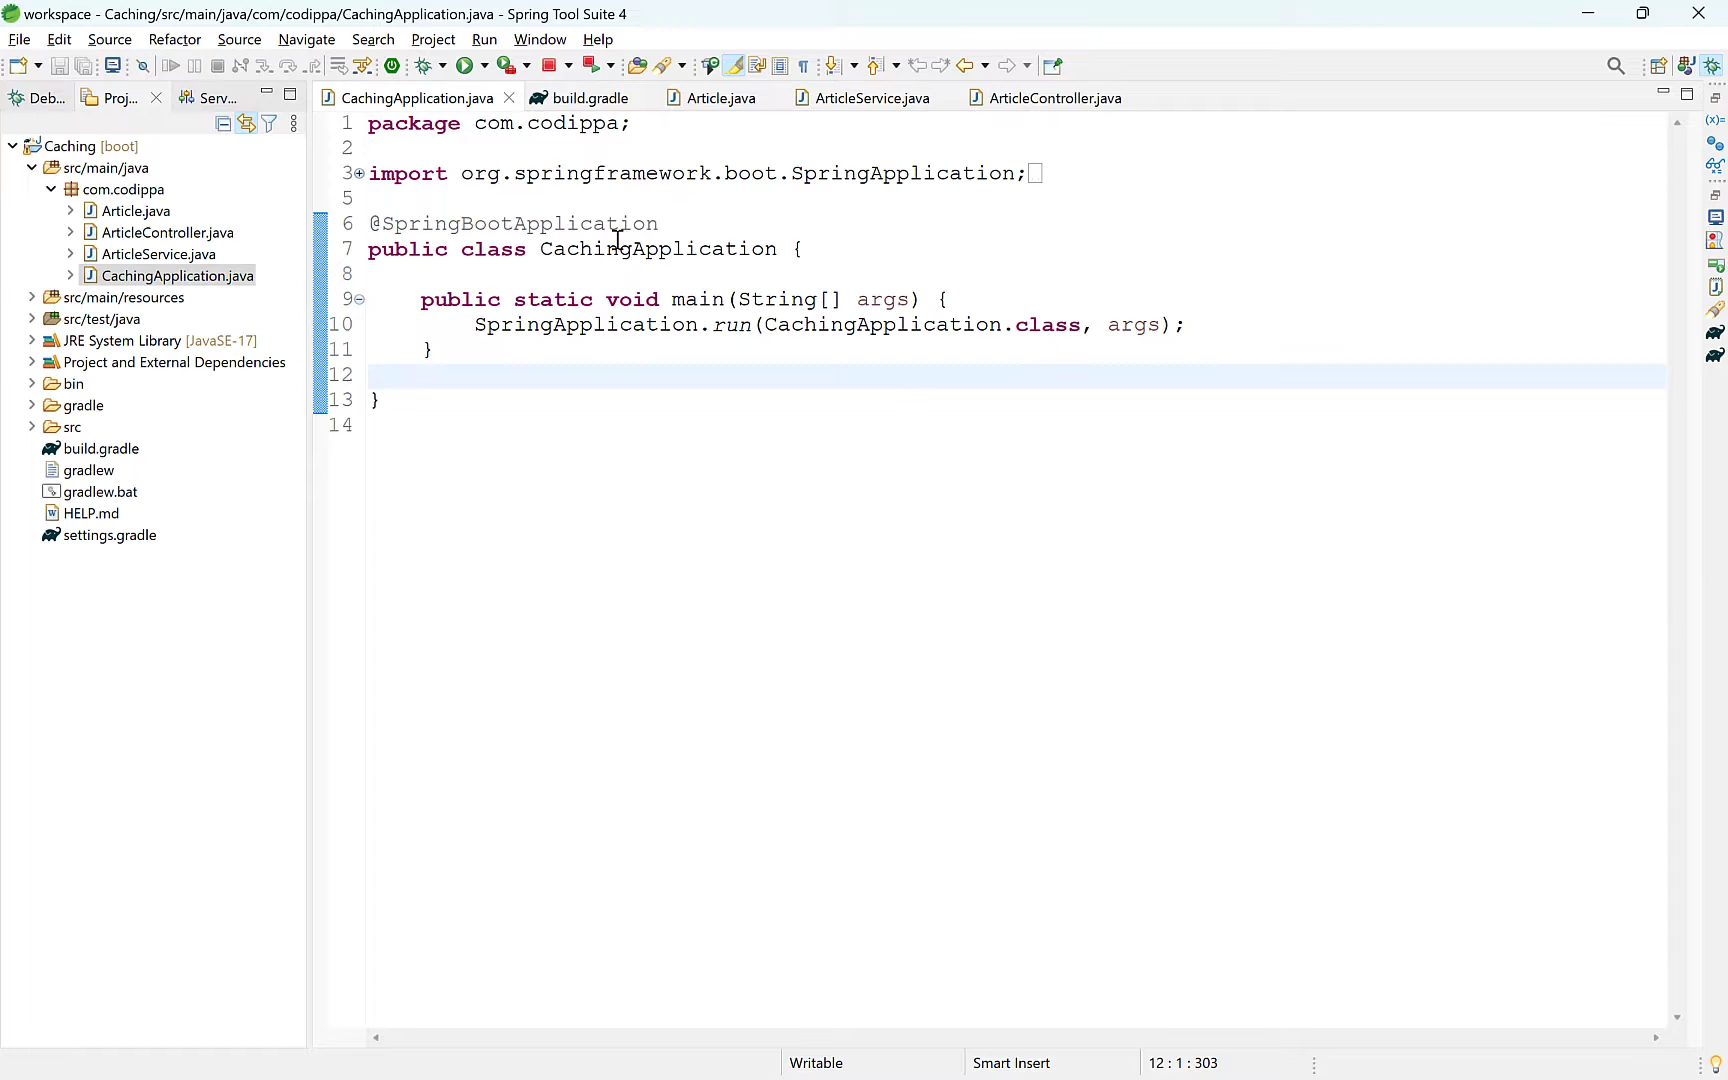 workspace - Caching/src/main/java/com/codippa/CachingApplication.java - Spring Tool Suite 4
File Edit Source Refactor Source Navigate Search Project Run Window Help
Deb... Proj... Serv... CachingApplication.java build.gradle Article.java ArticleService.java ArticleController.java
Caching [boot]
src/main/java
com.codippa
Article.java
ArticleController.java
ArticleService.java
CachingApplication.java
src/main/resources
src/test/java
JRE System Library [JavaSE-17]
Project and External Dependencies
bin
gradle
src
build.gradle
gradlew
gradlew.bat
HELP.md
settings.gradle
1 package com.codippa;
2
3 import org.springframework.boot.SpringApplication;
5
6 @SpringBootApplication
7 public class CachingApplication {
8
9 public static void main(String[] args) {
10 SpringApplication.run(CachingApplication.class, args);
11 }
12
13 }
14
Writable Smart Insert 12 : 1 : 303